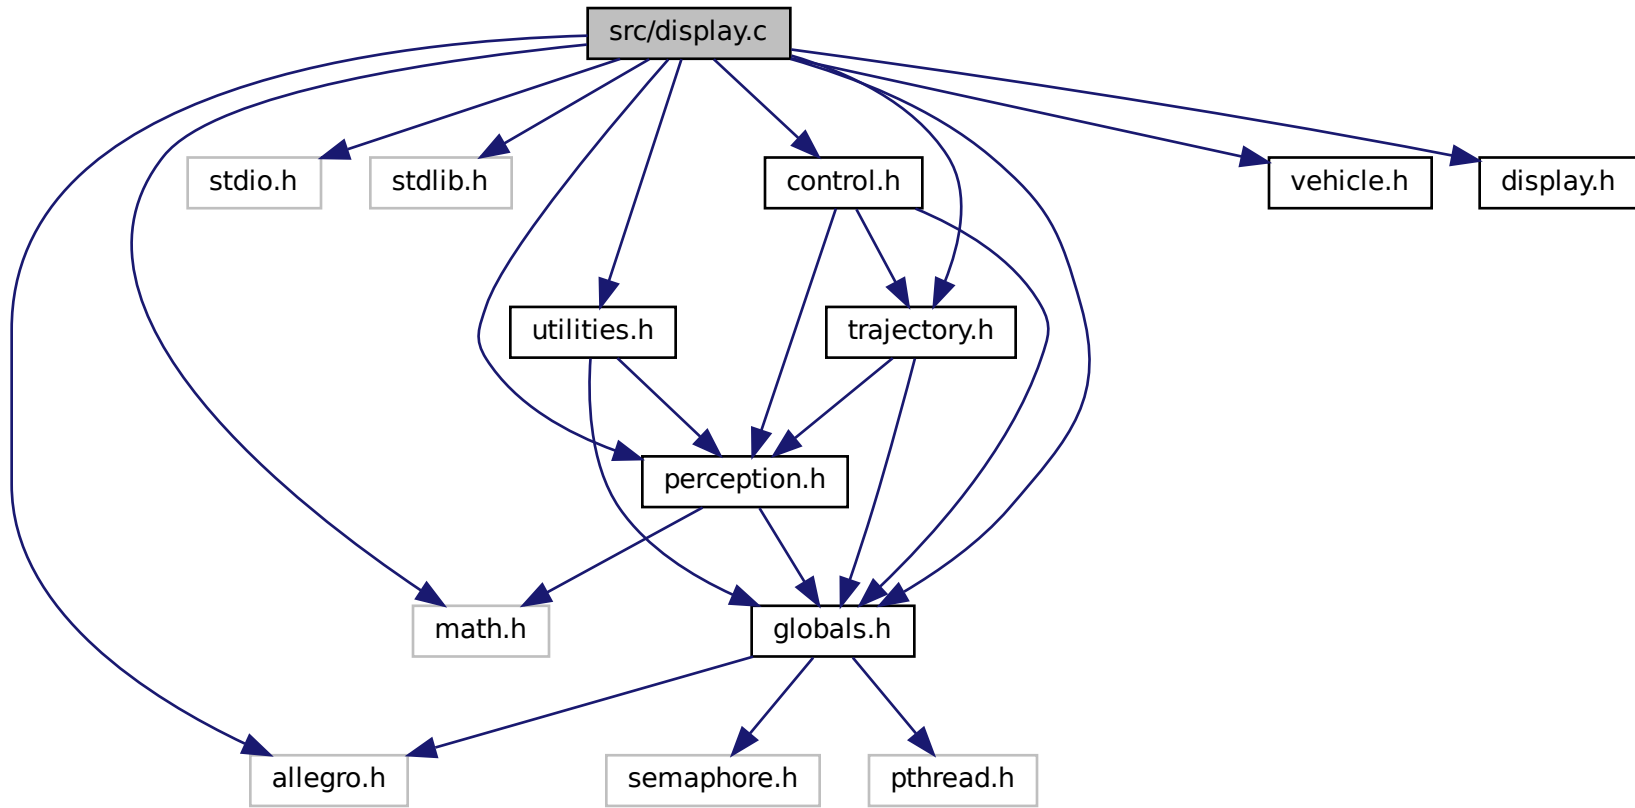 src/display.c
stdio.h
stdlib.h
control.h
vehicle.h
display.h
utilities.h
trajectory.h
perception.h
math.h
globals.h
allegro.h
semaphore.h
pthread.h